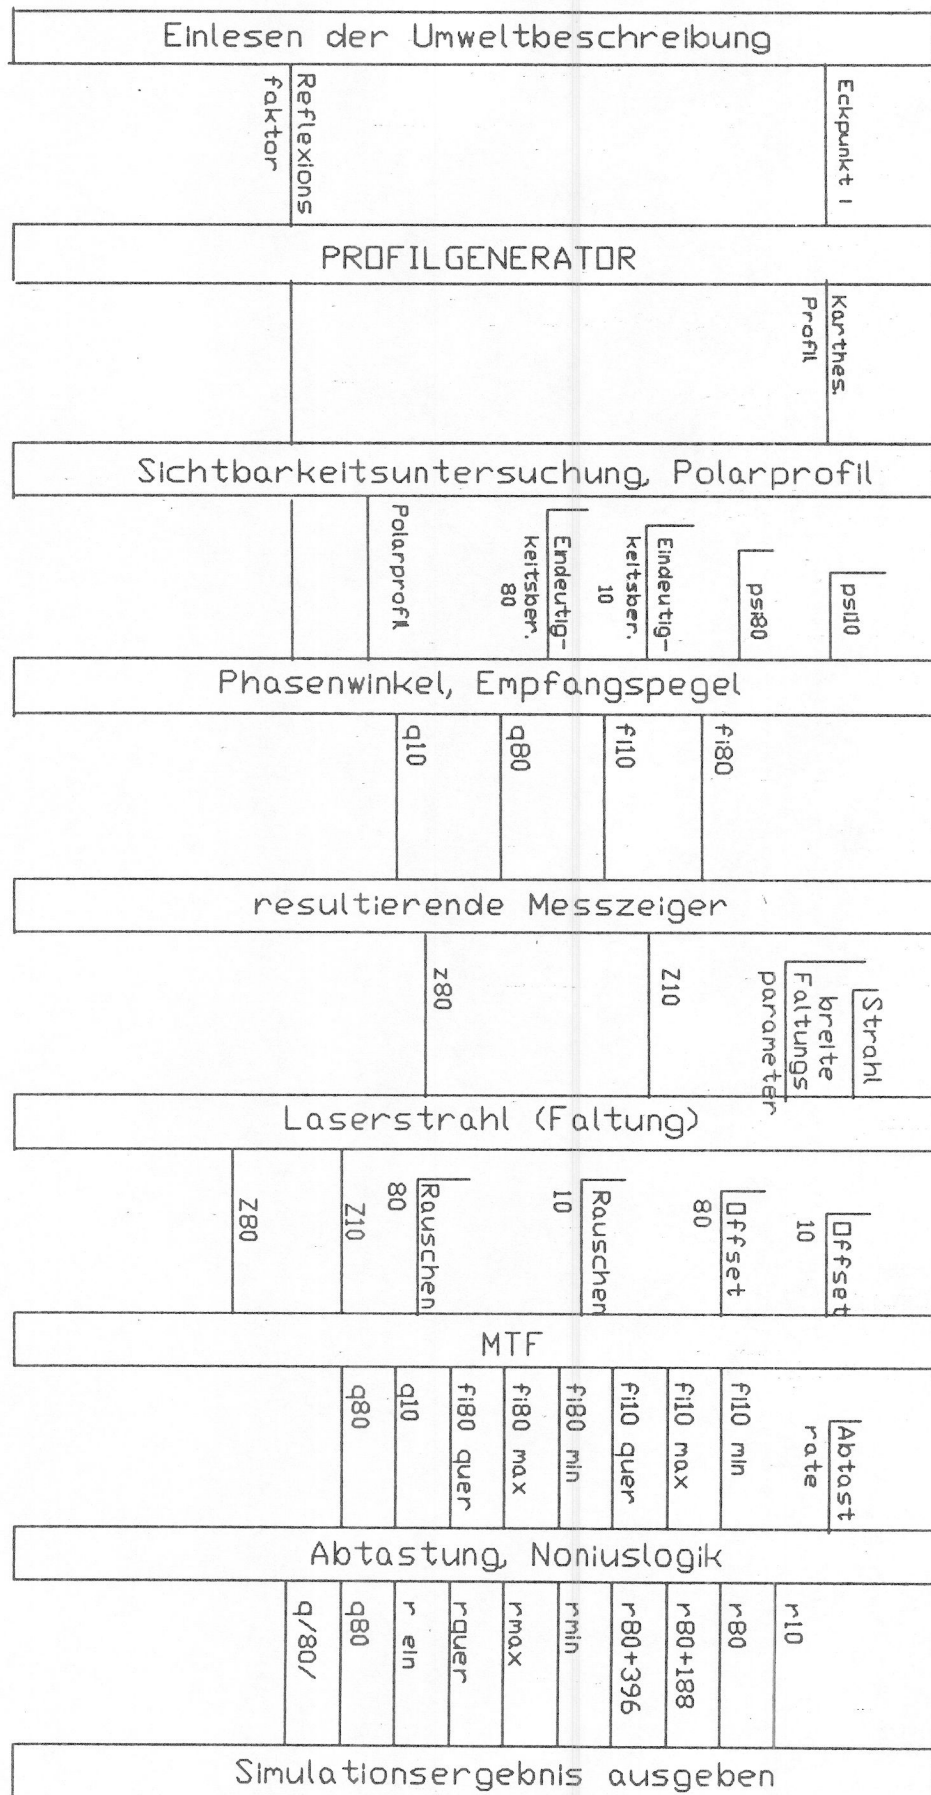 Einlesen der Umweltbeschreibung
Reflexions
faktor
Eckpunkt i
PROFILGENERATOR
Karthes.
Profil
Sichtbarkeitsuntersuchung, Polarprofil
Polarprofil
Eindeutig-
keitsber.
80
Eindeutig-
keitsber.
10
psi80
psi10
Phasenwinkel, Empfangspegel
q10
q80
fi10
fi80
resultierende Messzeiger
z80
Z10
Strahl
breite
Faltungs
parameter
Laserstrahl (Faltung)
Z80
Z10
Rauschen
80
Rauschen
10
Offset
80
Offset
10
MTF
q80
q10
fi80 quer
fi80 max
fi80 min
fi10 quer
fi10 max
fi10 min
Abtast
rate
Abtastung, Noniuslogik
q/80/
q80
r ein
rquer
rmax
rmin
r80+396
r80+188
r80
r10
Simulationsergebnis ausgeben